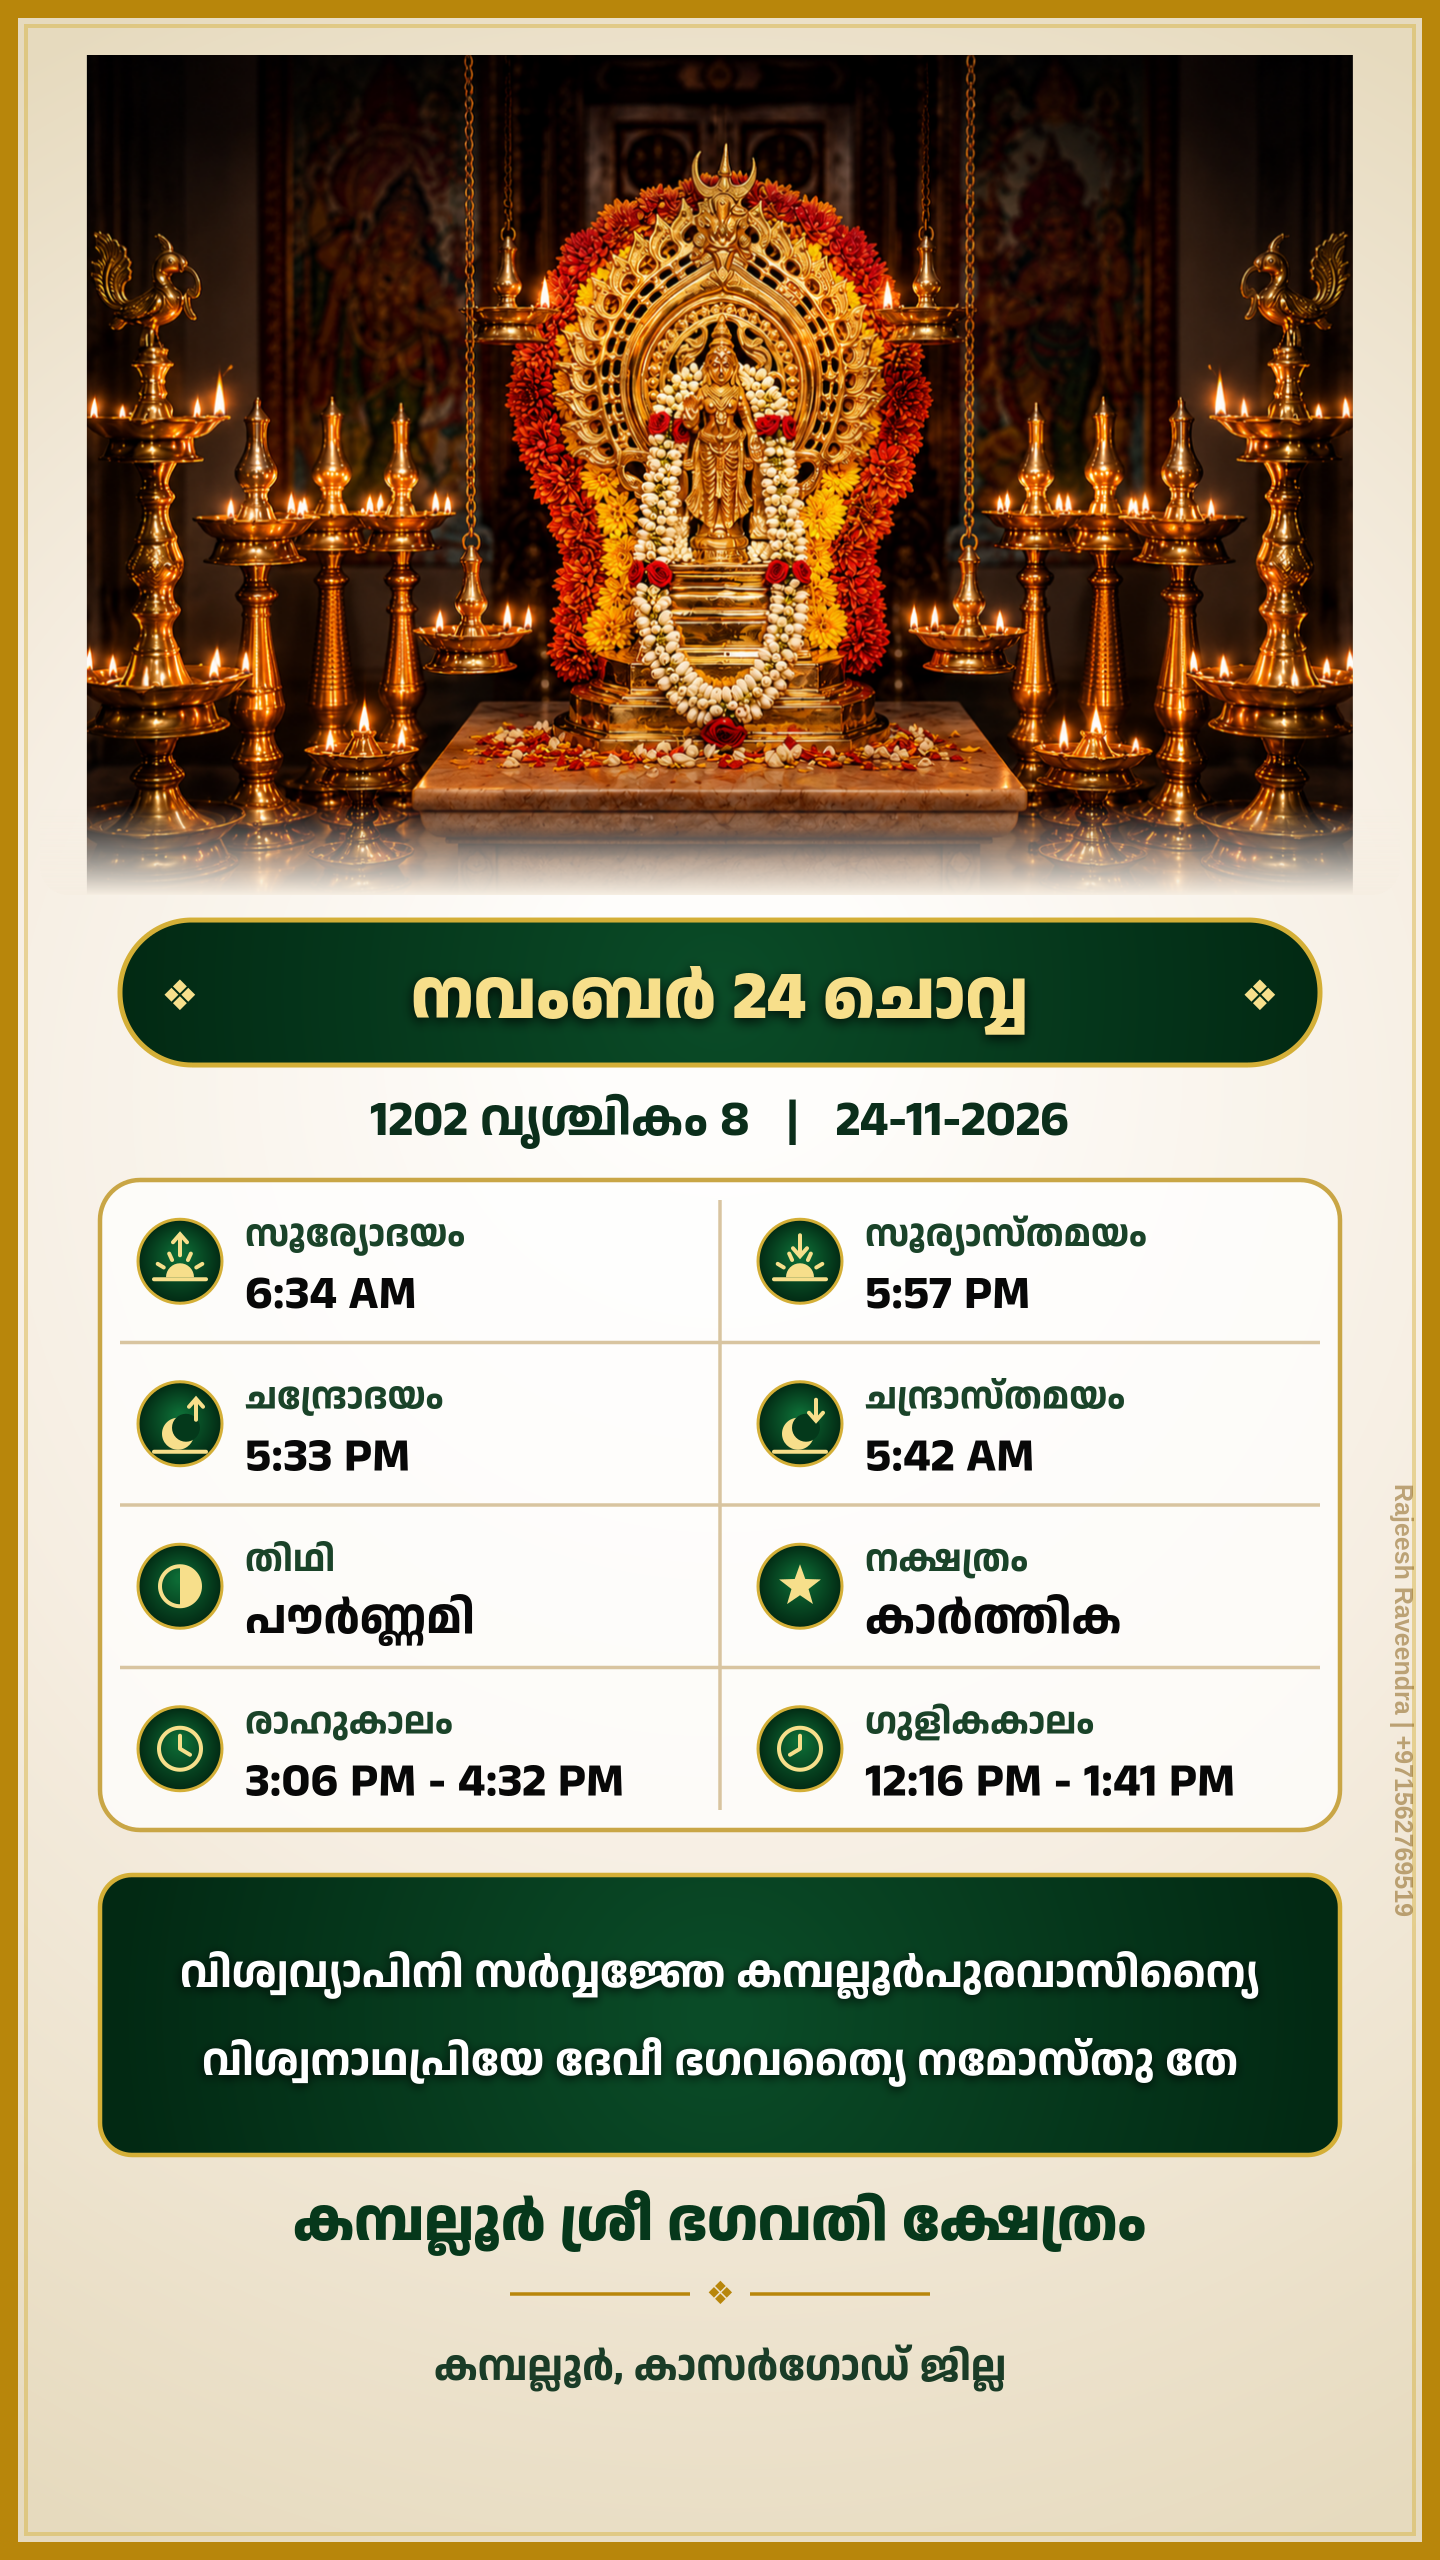 നവംബർ 24 ചൊവ്വ
1202 വൃശ്ചികം 8 | 24-11-2026
സൂര്യോദയം
6:34 AM
സൂര്യാസ്തമയം
5:57 PM
ചന്ദ്രോദയം
5:33 PM
ചന്ദ്രാസ്തമയം
5:42 AM
തിഥി
പൗർണ്ണമി
നക്ഷത്രം
കാർത്തിക
രാഹുകാലം
3:06 PM - 4:32 PM
ഗുളികകാലം
12:16 PM - 1:41 PM
വിശ്വവ്യാപിനി സർവ്വജ്ഞേ കമ്പല്ലൂർപുരവാസിന്യൈ
വിശ്വനാഥപ്രിയേ ദേവീ ഭഗവത്യൈ നമോസ്തു തേ
കമ്പല്ലൂർ ശ്രീ ഭഗവതി ക്ഷേത്രം
കമ്പല്ലൂർ, കാസർഗോഡ് ജില്ല
Rajeesh Raveendra | +971562769519